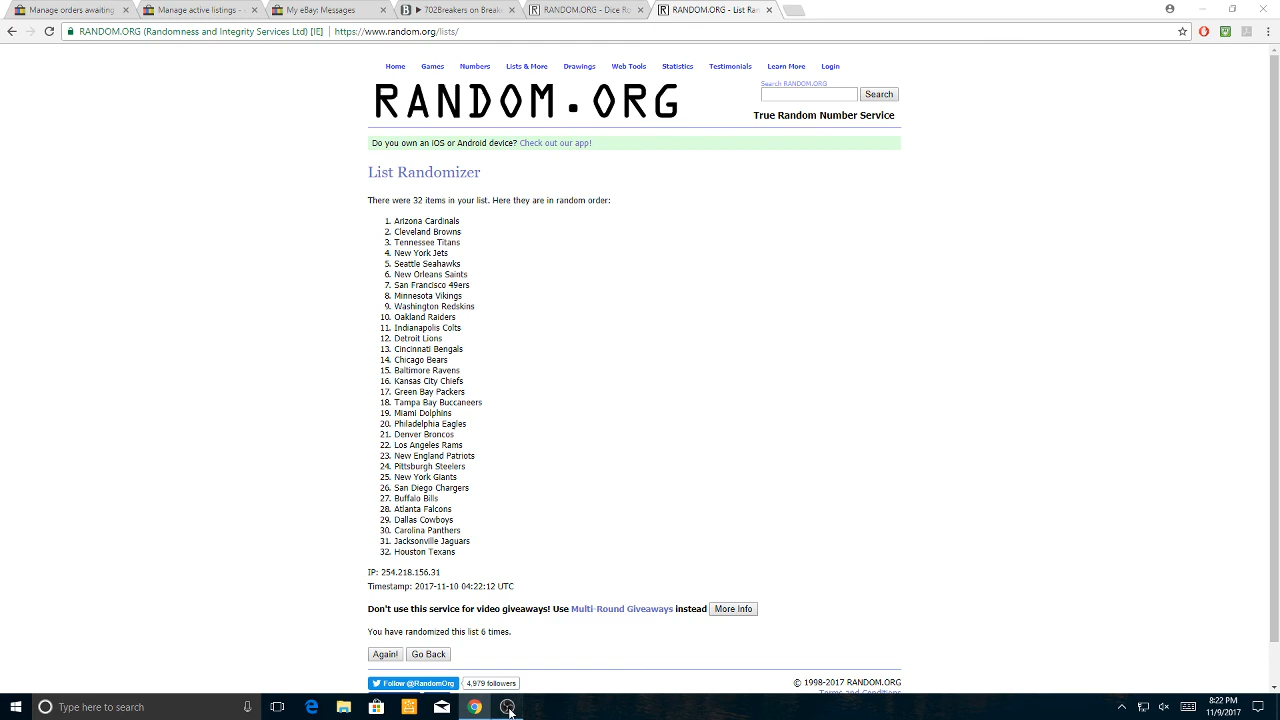 Manage orders awaiting
Manage active listings -
My eBay: Messages
702Breakers on Break
RANDOM.ORG - Dice Ro
RANDOM.ORG - List Ran
RANDOM.ORG (Randomness and Integrity Services Ltd) [IE] https://www.random.org/lists/
Home Games Numbers Lists & More Drawings Web Tools Statistics Testimonials Learn More Login
Search RANDOM.ORG
RANDOM.ORG
Search
True Random Number Service
Do you own an iOS or Android device? Check out our app!
List Randomizer
There were 32 items in your list. Here they are in random order:
1. Arizona Cardinals
2. Cleveland Browns
3. Tennessee Titans
4. New York Jets
5. Seattle Seahawks
6. New Orleans Saints
7. San Francisco 49ers
8. Minnesota Vikings
9. Washington Redskins
10. Oakland Raiders
11. Indianapolis Colts
12. Detroit Lions
13. Cincinnati Bengals
14. Chicago Bears
15. Baltimore Ravens
16. Kansas City Chiefs
17. Green Bay Packers
18. Tampa Bay Buccaneers
19. Miami Dolphins
20. Philadelphia Eagles
21. Denver Broncos
22. Los Angeles Rams
23. New England Patriots
24. Pittsburgh Steelers
25. New York Giants
26. San Diego Chargers
27. Buffalo Bills
28. Atlanta Falcons
29. Dallas Cowboys
30. Carolina Panthers
31. Jacksonville Jaguars
32. Houston Texans
IP: 254.218.156.31
Timestamp: 2017-11-10 04:22:12 UTC
Don't use this service for video giveaways! Use Multi-Round Giveaways instead More Info
You have randomized this list 6 times.
Again! Go Back
Follow @RandomOrg 4,979 followers
© 1998-2017 RANDOM.ORG
Terms and Conditions
Type here to search
8:22 PM
11/9/2017